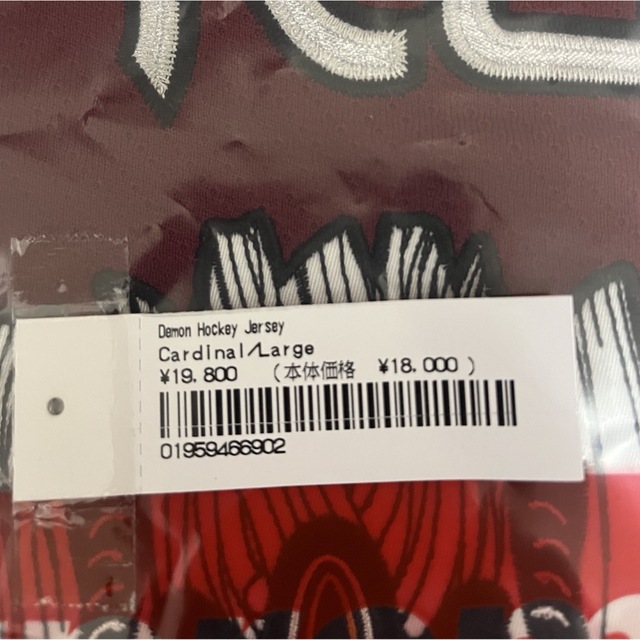 Demon Hockey Jersey
Cardinal/Large
¥19,800 (本体価格 ¥18,000)
01959466902